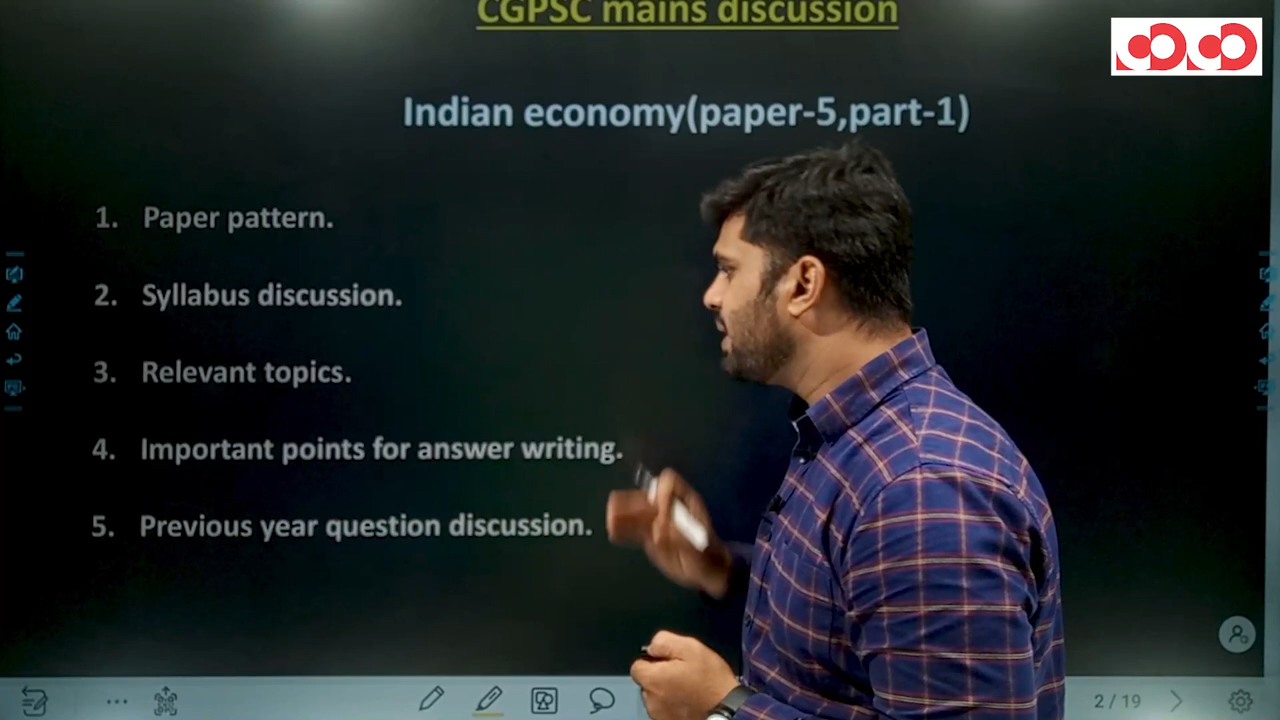 CGPSC mains discussion
Indian economy(paper-5,part-1)
1. Paper pattern.
2. Syllabus discussion.
3. Relevant topics.
4. Important points for answer writing.
5. Previous year question discussion.
2 / 19